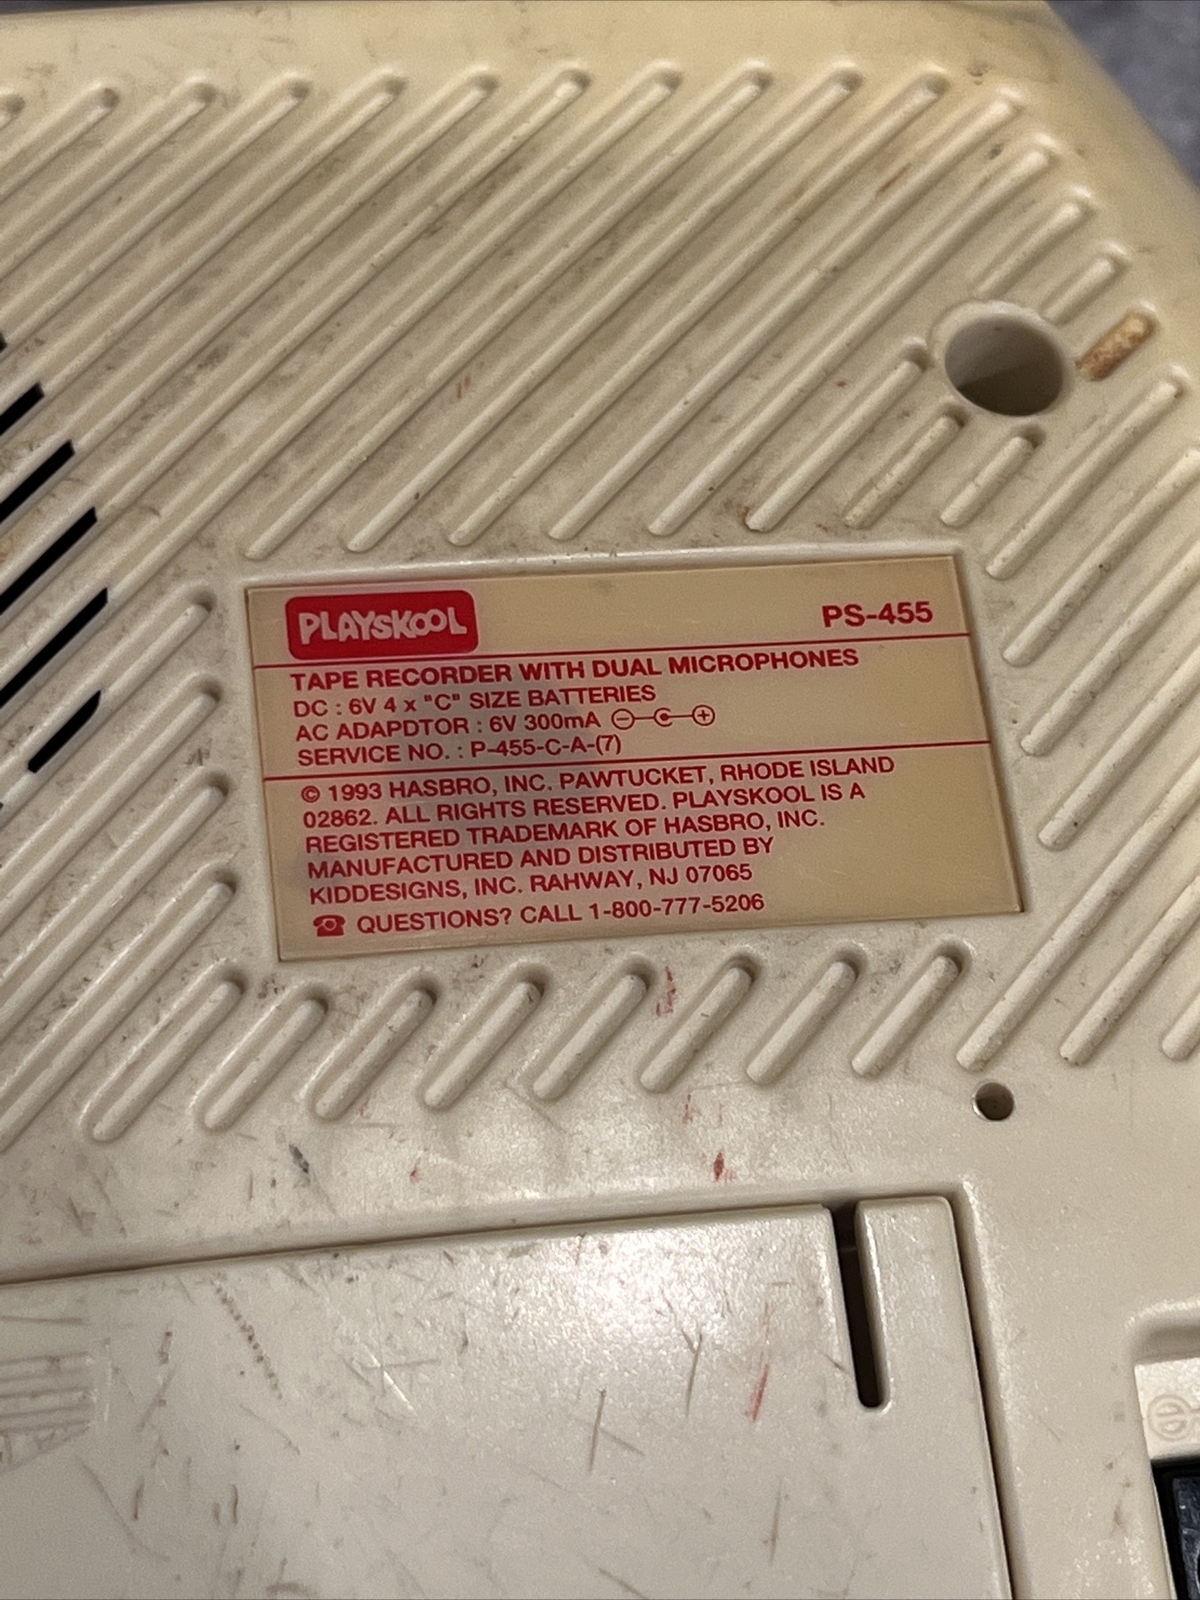 PLAYSKOOL
PS-455
TAPE RECORDER WITH DUAL MICROPHONES
DC : 6V 4 x "C" SIZE BATTERIES
AC ADAPDTOR : 6V 300mA
SERVICE NO. : P-455-C-A-(7)
© 1993 HASBRO, INC. PAWTUCKET, RHODE ISLAND
02862. ALL RIGHTS RESERVED. PLAYSKOOL IS A
REGISTERED TRADEMARK OF HASBRO, INC.
MANUFACTURED AND DISTRIBUTED BY
KIDDESIGNS, INC. RAHWAY, NJ 07065
☎ QUESTIONS? CALL 1-800-777-5206